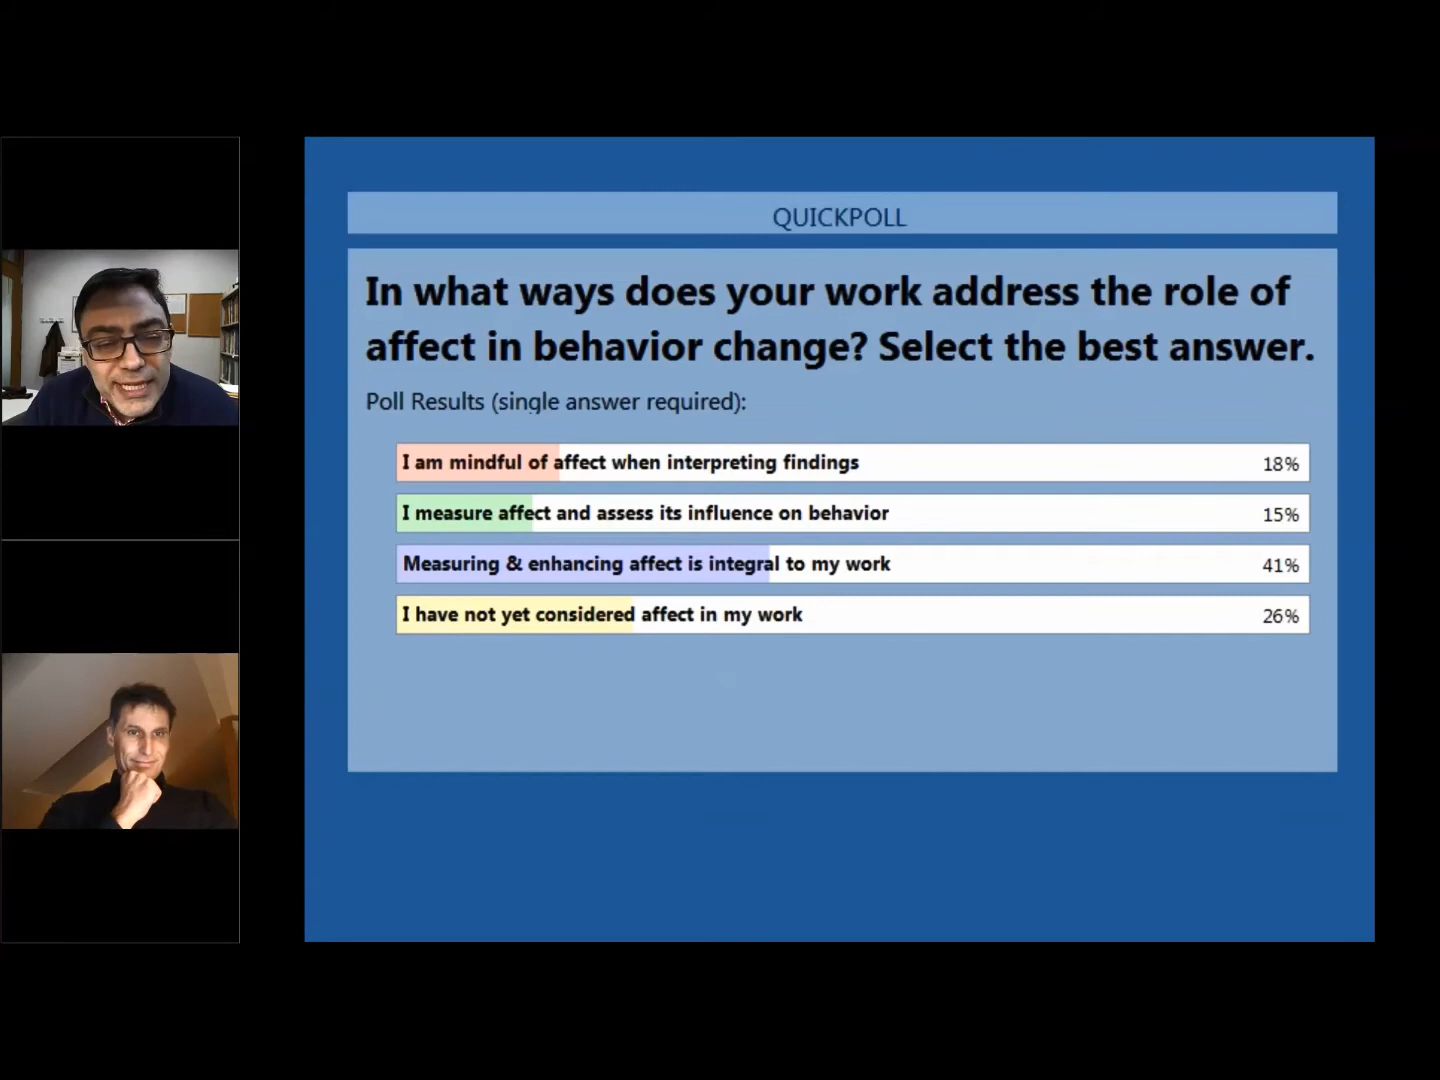 QUICKPOLL
In what ways does your work address the role of
affect in behavior change? Select the best answer.
Poll Results (single answer required):
I am mindful of affect when interpreting findings 18%
I measure affect and assess its influence on behavior 15%
Measuring & enhancing affect is integral to my work 41%
I have not yet considered affect in my work 26%